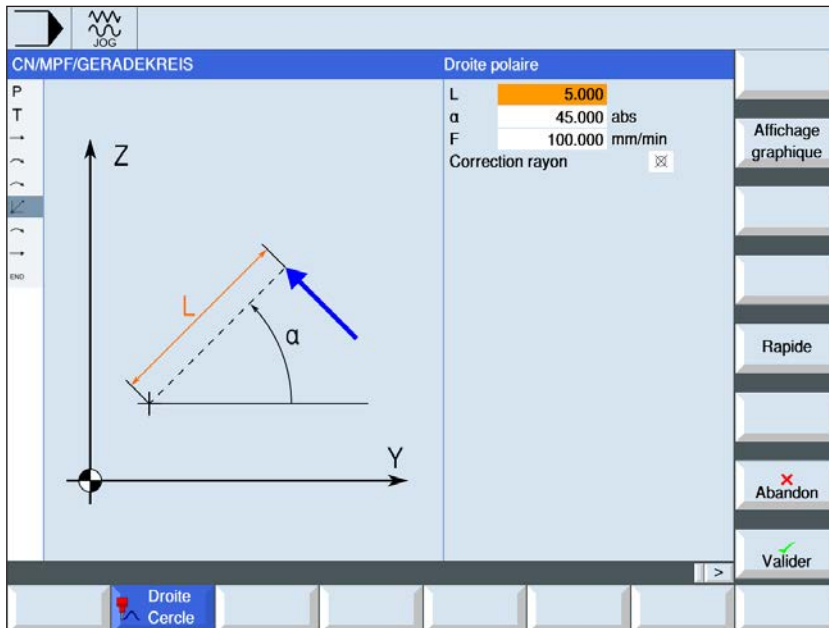 JOG
CN/MPF/GERADEKREIS
Droite polaire
P
T
END
Z
L
α
Y
L 5.000
α 45.000 abs
F 100.000 mm/min
Correction rayon
Affichage
graphique
Rapide
Abandon
Valider
>
Droite
Cercle